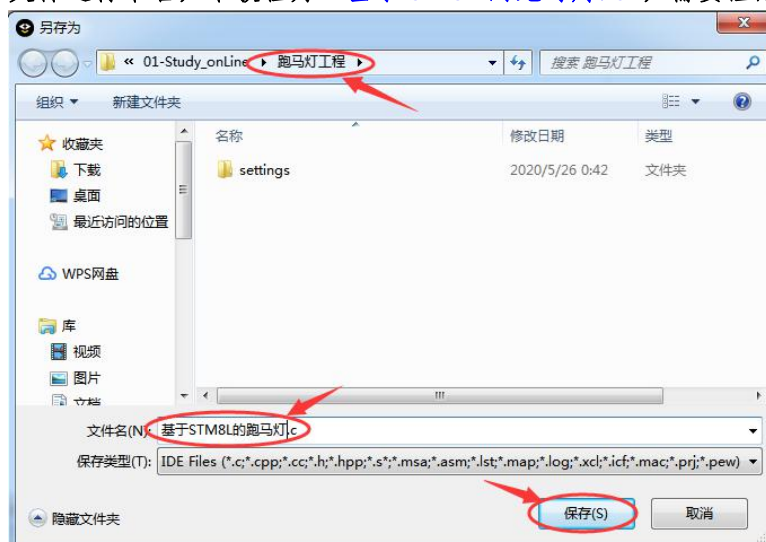 另存为
« 01-Study_onLine ▸ 跑马灯工程 ▸
搜索 跑马灯工程
组织 新建文件夹
名称 修改日期 类型
收藏夹
下载
桌面
最近访问的位置
WPS网盘
库
视频
图片
文档
settings 2020/5/26 0:42 文件夹
文件名(N): 基于STM8L的跑马灯.c
保存类型(T): IDE Files (*.c;*.cpp;*.cc;*.h;*.hpp;*.s*;*.msa;*.asm;*.lst;*.map;*.log;*.xcl;*.icf;*.mac;*.prj;*.pew)
隐藏文件夹 保存(S) 取消